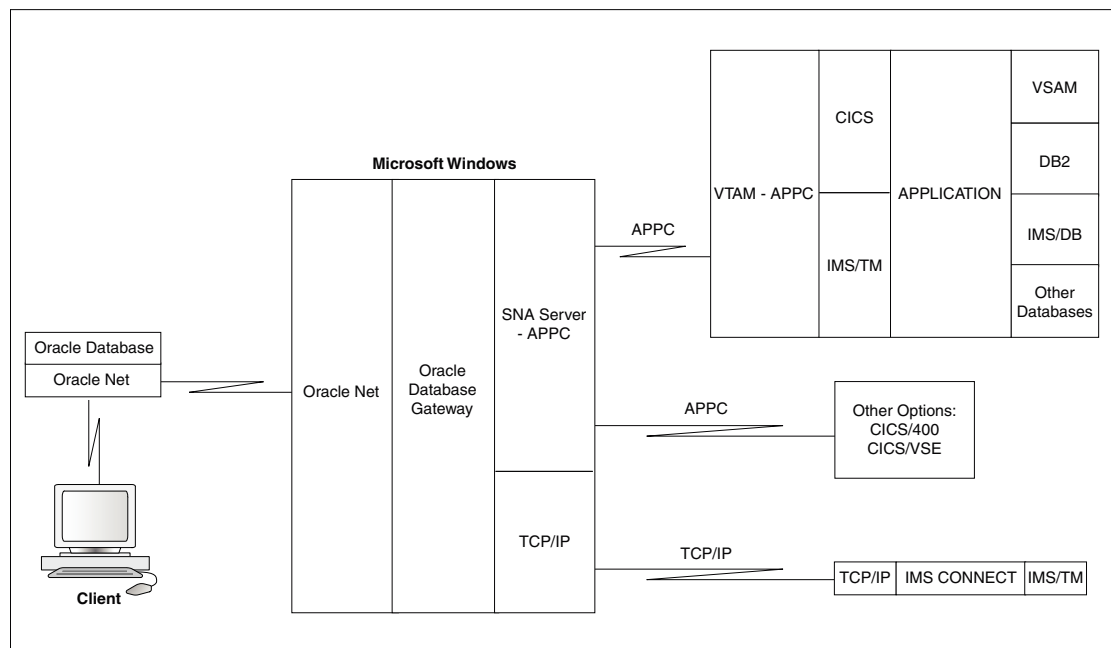 Microsoft Windows
Oracle Database
Oracle Net
Client
Oracle Net
Oracle
Database
Gateway
SNA Server
- APPC
TCP/IP
APPC
VTAM - APPC
CICS
IMS/TM
APPLICATION
VSAM
DB2
IMS/DB
Other
Databases
APPC
Other Options:
CICS/400
CICS/VSE
TCP/IP
TCP/IP
IMS CONNECT
IMS/TM